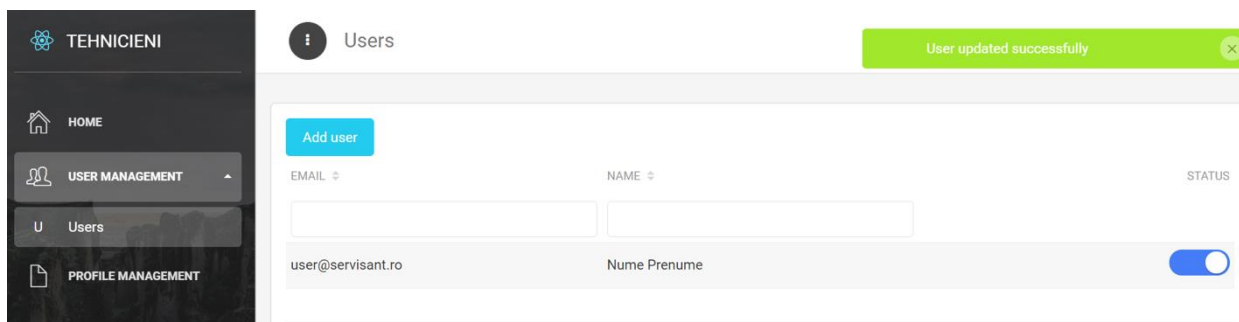 TEHNICIENI
HOME
USER MANAGEMENT
U Users
PROFILE MANAGEMENT
Users
User updated successfully
Add user
EMAIL NAME STATUS
user@servisant.ro Nume Prenume